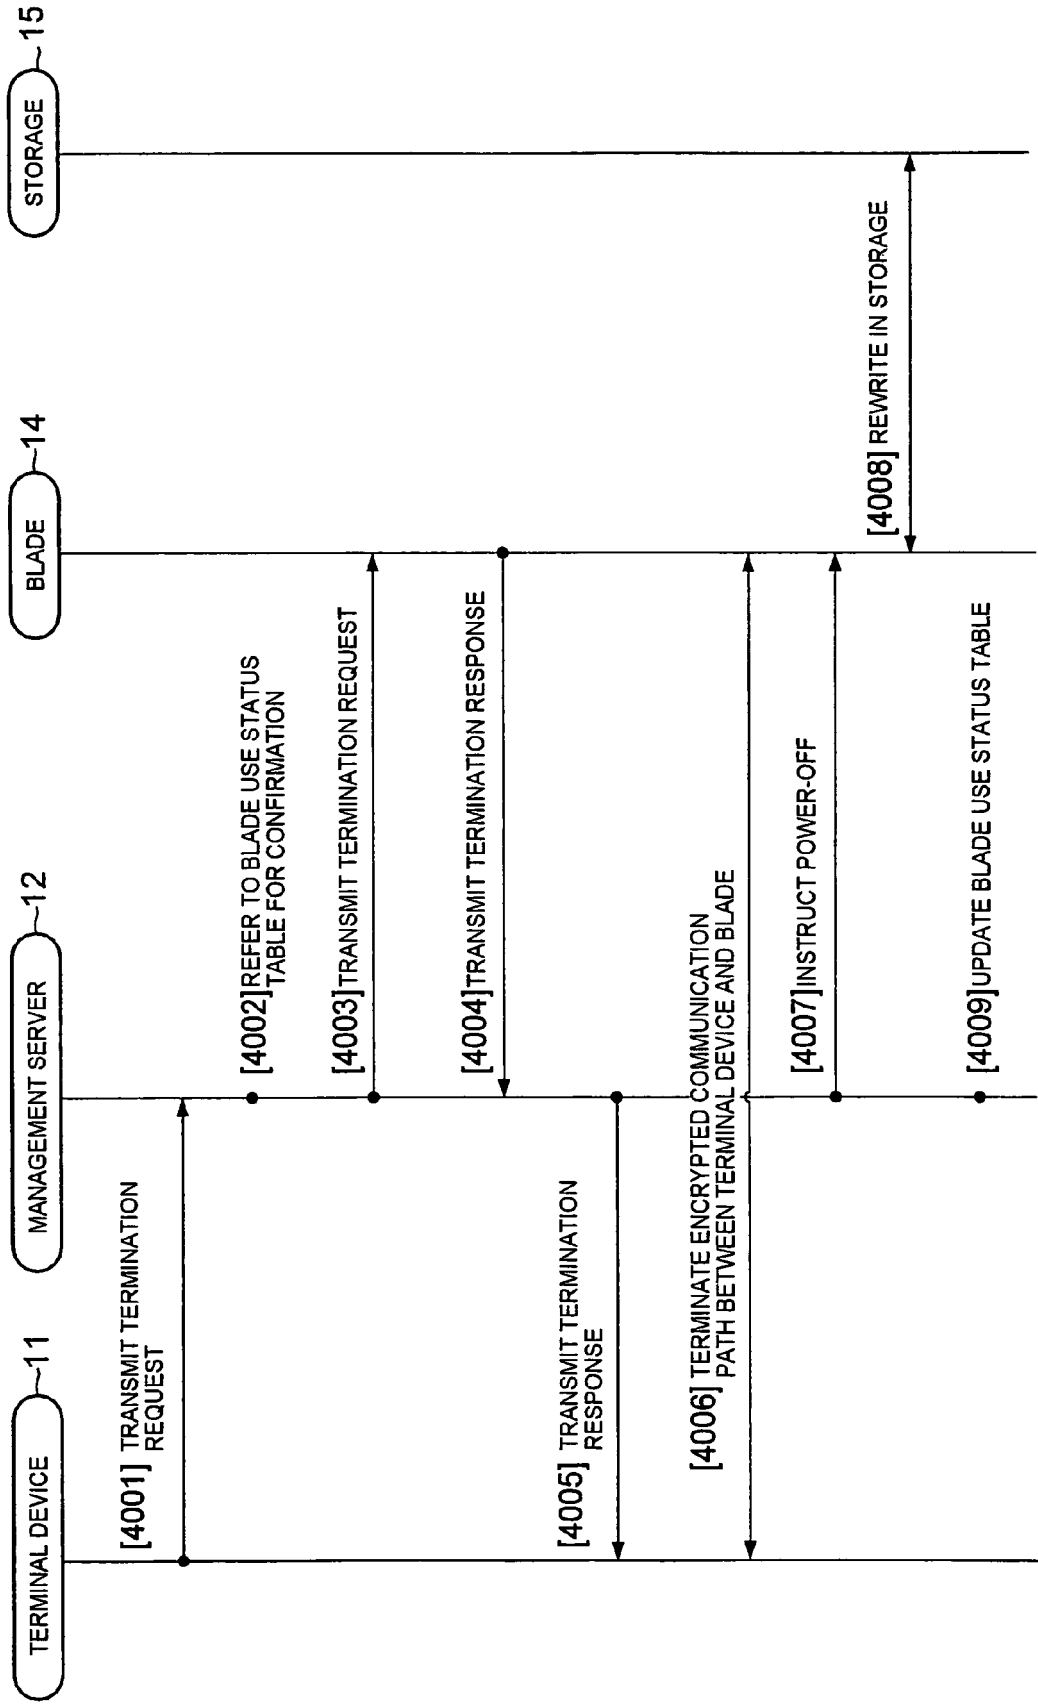 TERMINAL DEVICE
11
MANAGEMENT SERVER
12
BLADE
14
STORAGE
15
[4001] TRANSMIT TERMINATION
REQUEST
[4002] REFER TO BLADE USE STATUS
TABLE FOR CONFIRMATION
[4003] TRANSMIT TERMINATION REQUEST
[4004] TRANSMIT TERMINATION RESPONSE
[4005] TRANSMIT TERMINATION
RESPONSE
[4006] TERMINATE ENCRYPTED COMMUNICATION
PATH BETWEEN TERMINAL DEVICE AND BLADE
[4007] INSTRUCT POWER-OFF
[4008] REWRITE IN STORAGE
[4009] UPDATE BLADE USE STATUS TABLE